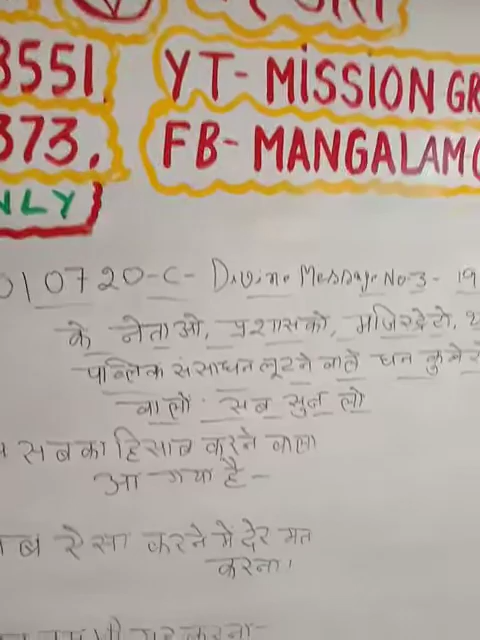 3551. YT- MISSION GR
373. FB- MANGALAM
NLY
010720-C- Divine Message No-3- 19
के नेताओ, प्रशासको, मजिस्ट्रेटो,
पब्लिक संसाधन लूटने वाले धन कुबेरो
वालो सब सुन लो
सबका हिसाब करने वाला
आ गया है-
ब ऐसा करने मे देर मत
करना।